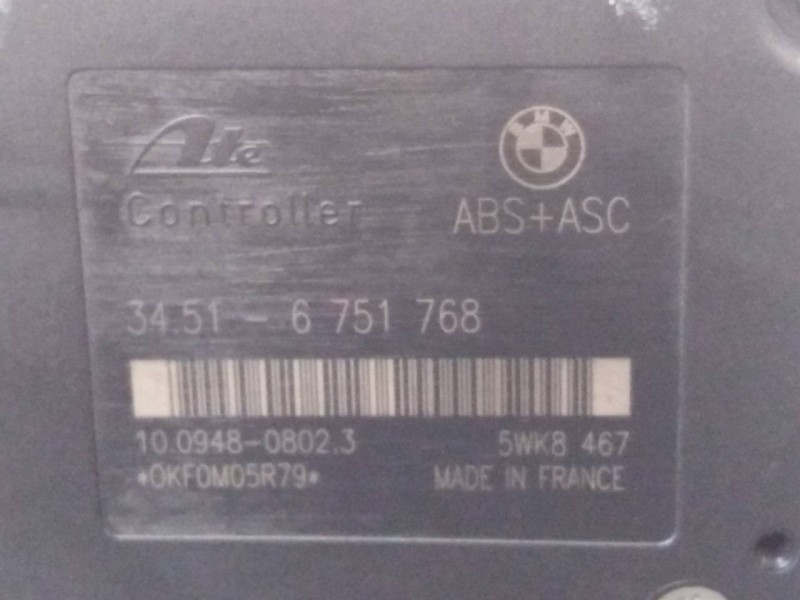 Ate
BMW
Controller
ABS+ASC
34.51 - 6 751 768
10.0948-0802.3
5WK8 467
*0KF0M05R79*
MADE IN FRANCE